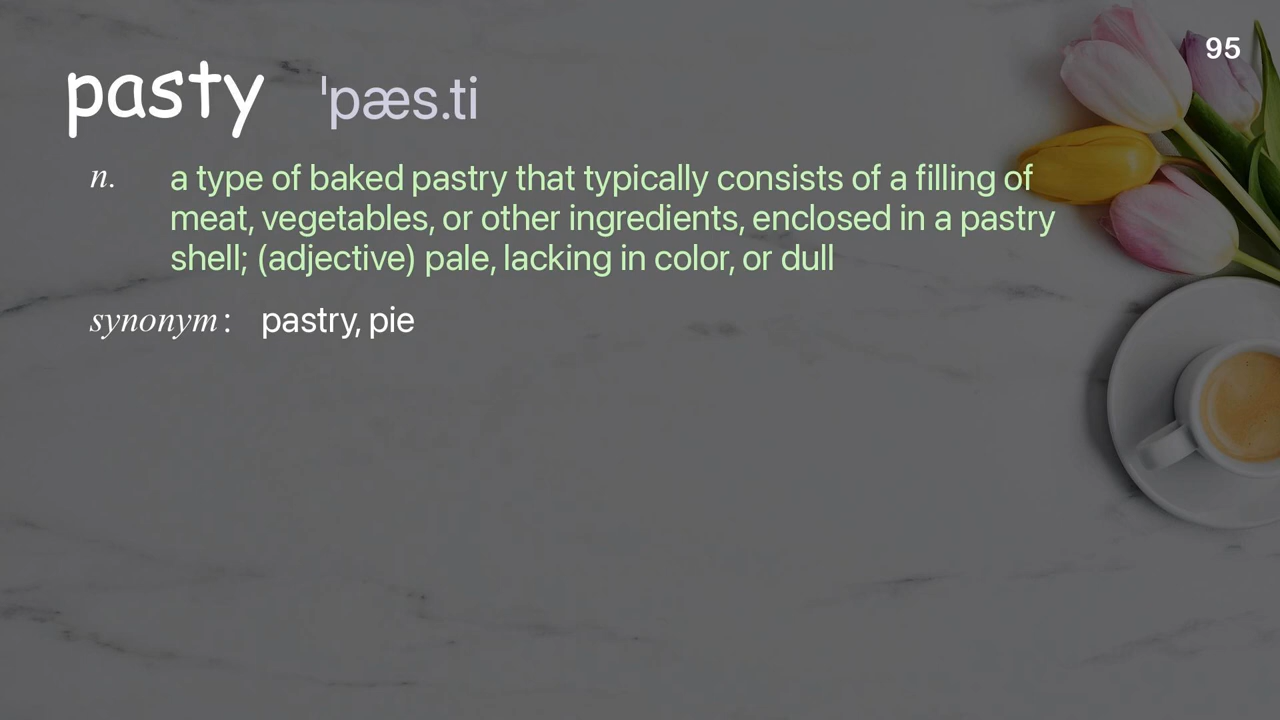 95
pasty ˈpæs.ti
n. a type of baked pastry that typically consists of a filling of
meat, vegetables, or other ingredients, enclosed in a pastry
shell; (adjective) pale, lacking in color, or dull
synonym : pastry, pie